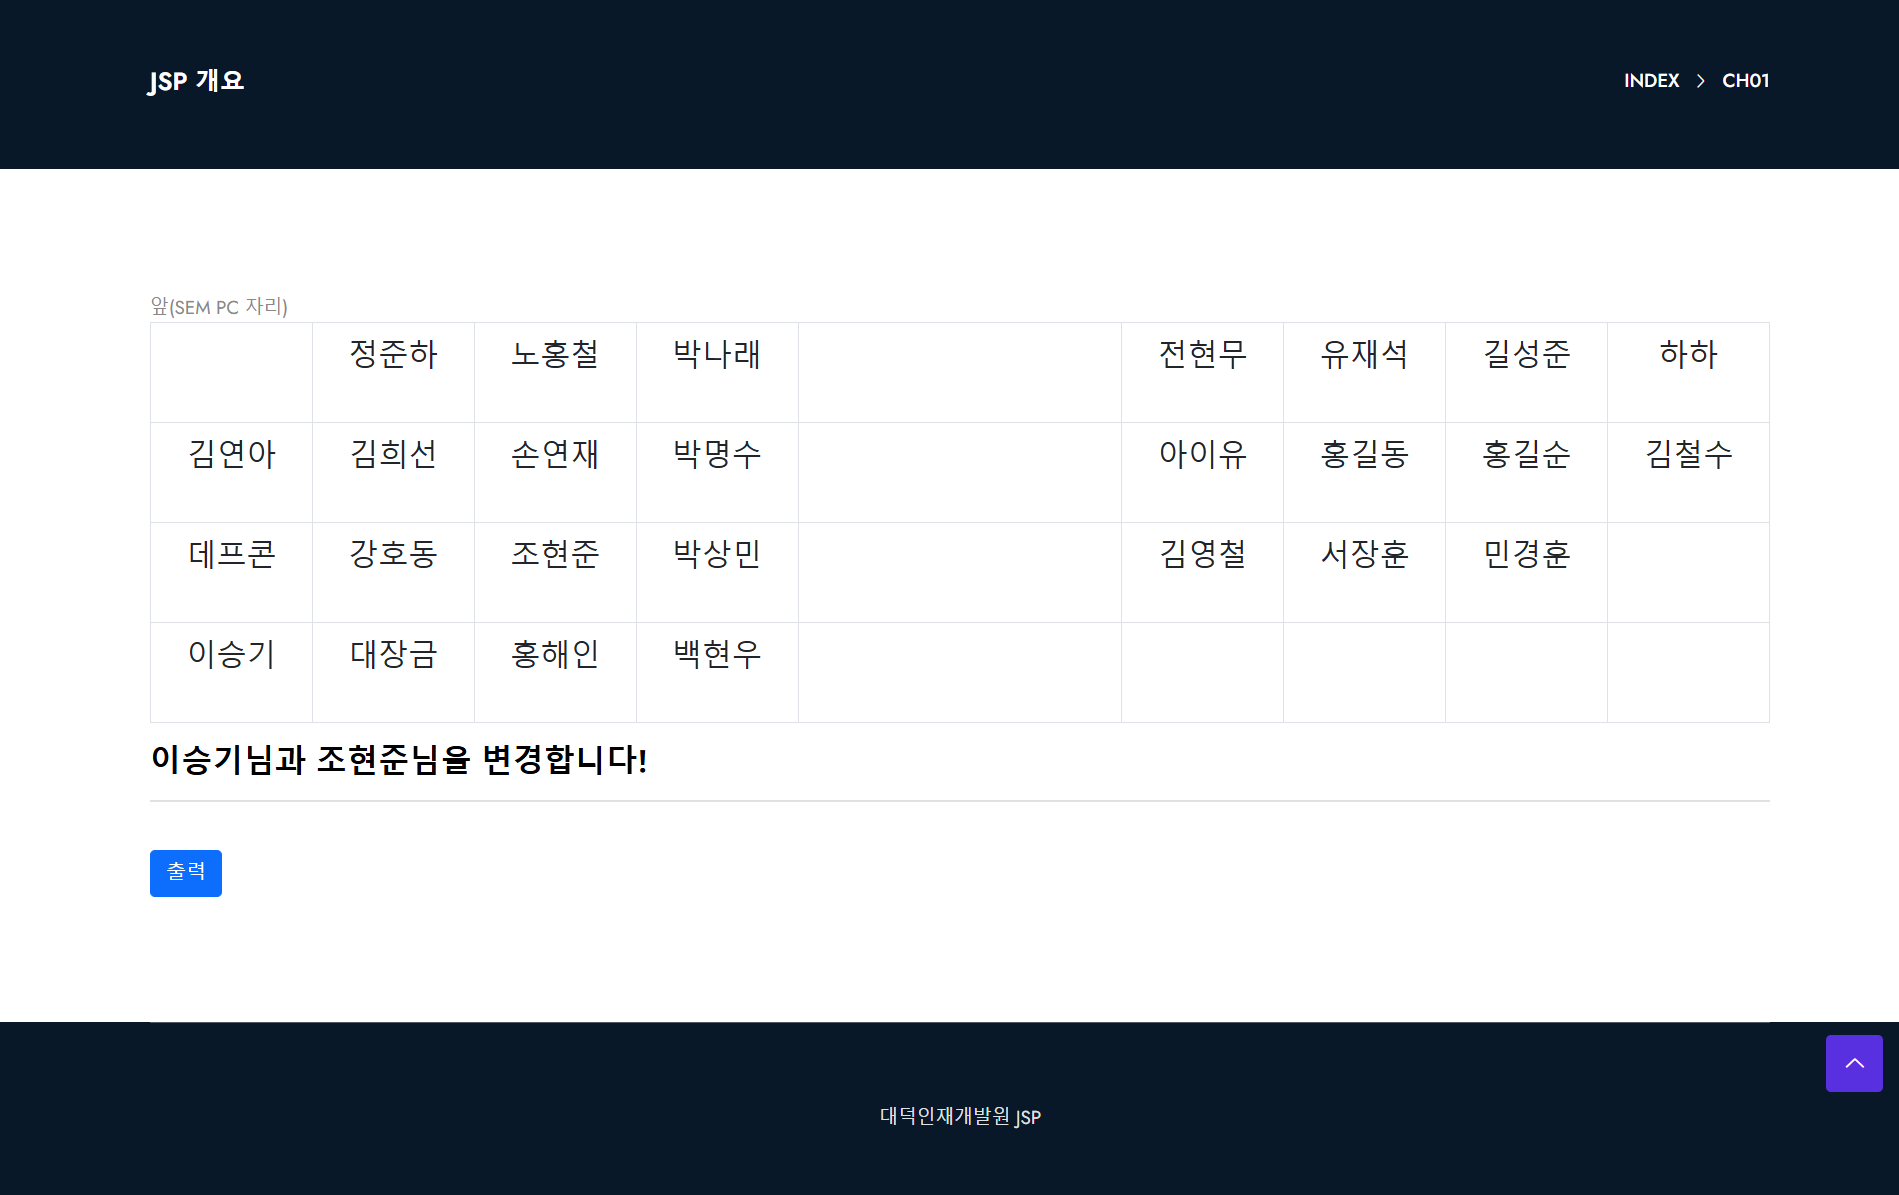 JSP 개요
INDEX > CH01
앞(SEM PC 자리)
정준하 노홍철 박나래 전현무 유재석 길성준 하하
김연아 김희선 손연재 박명수 아이유 홍길동 홍길순 김철수
데프콘 강호동 조현준 박상민 김영철 서장훈 민경훈
이승기 대장금 홍해인 백현우
이승기님과 조현준님을 변경합니다!
출력
대덕인재개발원 JSP